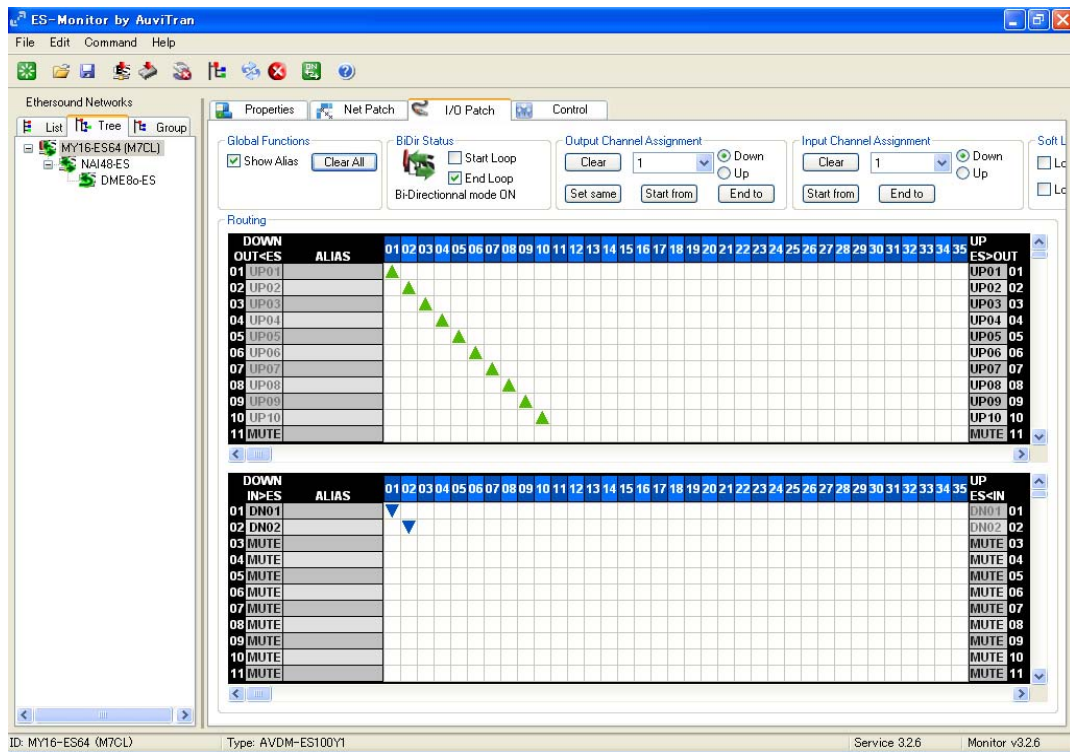 ES-Monitor by AuviTran
File Edit Command Help
Ethersound Networks
List Tree Group
MY16-ES64 (M7CL)
NAI48-ES
DME8o-ES
Properties Net Patch I/O Patch Control
Global Functions
Show Alias Clear All
BiDir Status
Start Loop
End Loop
Bi-Directionnal mode ON
Output Channel Assignment
Clear 1 Down
Up
Set same Start from End to
Input Channel Assignment
Clear 1 Down
Up
Start from End to
Soft L
Lo
Lo
Routing
DOWN OUT<ES ALIAS 01 02 03 04 05 06 07 08 09 10 11 12 13 14 15 16 17 18 19 20 21 22 23 24 25 26 27 28 29 30 31 32 33 34 35 UP ES>OUT
01 UP01 UP01 01
02 UP02 UP02 02
03 UP03 UP03 03
04 UP04 UP04 04
05 UP05 UP05 05
06 UP06 UP06 06
07 UP07 UP07 07
08 UP08 UP08 08
09 UP09 UP09 09
10 UP10 UP10 10
11 MUTE MUTE 11
DOWN IN>ES ALIAS 01 02 03 04 05 06 07 08 09 10 11 12 13 14 15 16 17 18 19 20 21 22 23 24 25 26 27 28 29 30 31 32 33 34 35 UP ES<IN
01 DN01 DN01 01
02 DN02 DN02 02
03 MUTE MUTE 03
04 MUTE MUTE 04
05 MUTE MUTE 05
06 MUTE MUTE 06
07 MUTE MUTE 07
08 MUTE MUTE 08
09 MUTE MUTE 09
10 MUTE MUTE 10
11 MUTE MUTE 11
ID: MY16-ES64 (M7CL) Type: AVDM-ES100Y1 Service 3.2.6 Monitor v3.2.6